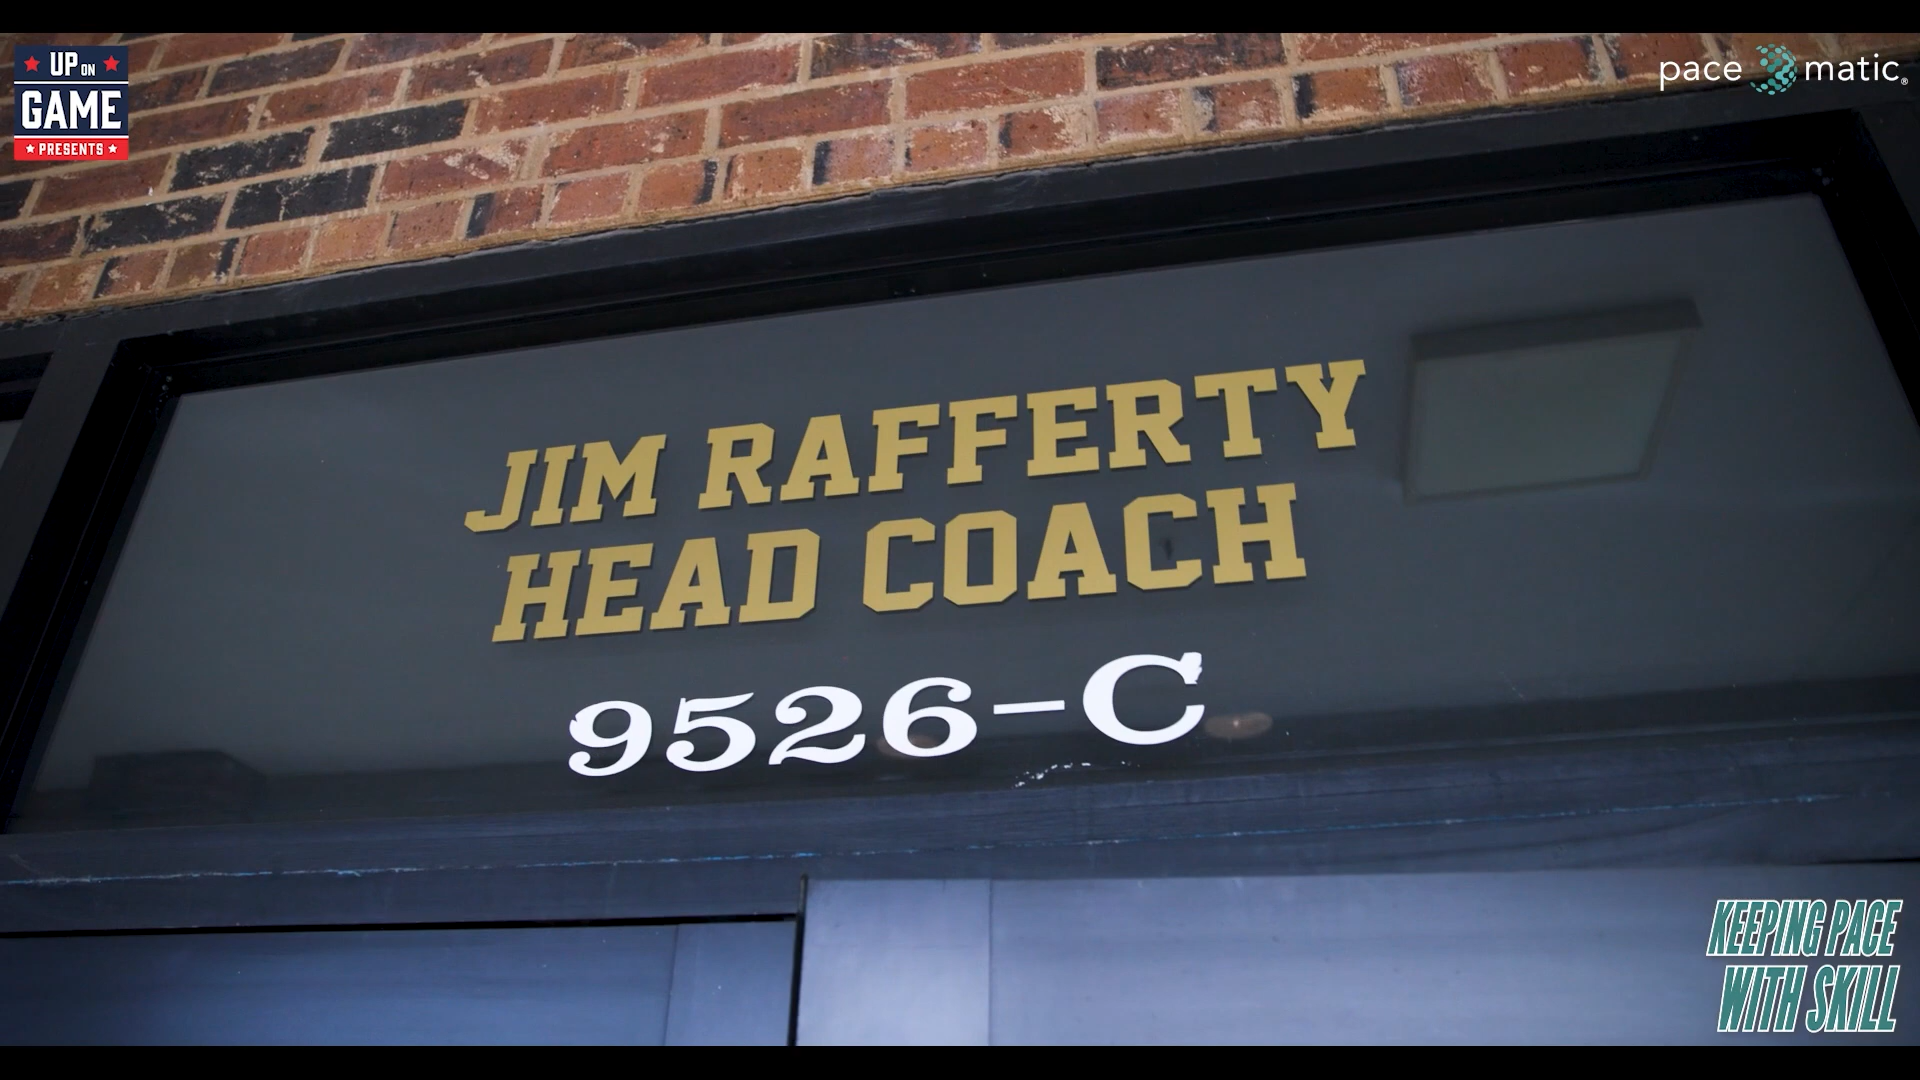 UP ON
GAME
PRESENTS
pace matic®
JIM RAFFERTY
HEAD COACH
9526-C
KEEPING PACE
WITH SKILL